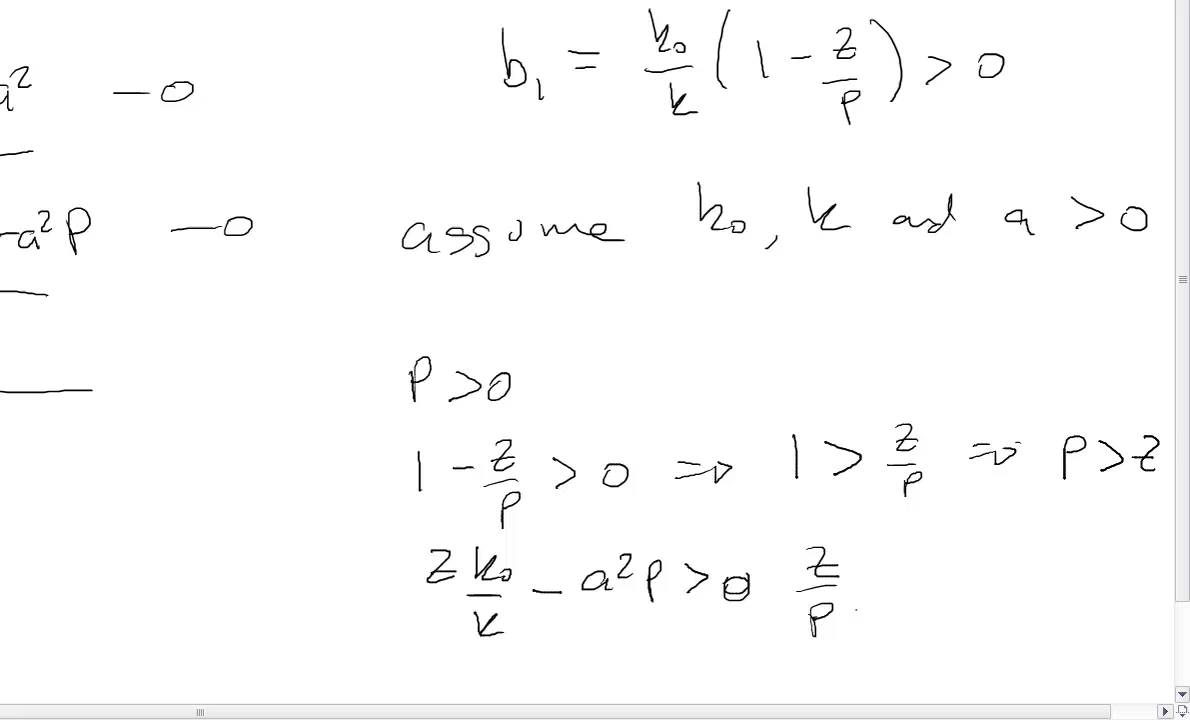 a² —0
b₁ = k₀/k (1 - z/p) > 0
-a²p —0
assume k₀, k and a > 0
p > 0
1 - z/p > 0 ⇒ 1 > z/p ⇒ p > z
z k₀/k - a²p > 0 z/p